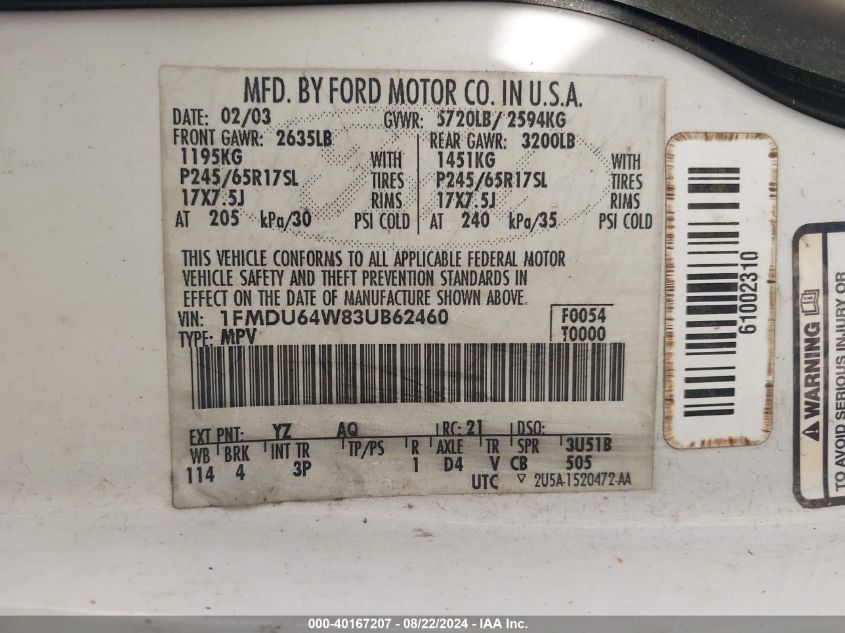 MFD. BY FORD MOTOR CO. IN U.S.A.
DATE: 02/03 GVWR: 5720LB/ 2594KG
FRONT GAWR: 2635LB REAR GAWR: 3200LB
1195KG WITH 1451KG WITH
P245/65R17SL TIRES P245/65R17SL TIRES
17X7.5J RIMS 17X7.5J RIMS
AT 205 kPa/30 PSI COLD AT 240 kPa/35 PSI COLD
THIS VEHICLE CONFORMS TO ALL APPLICABLE FEDERAL MOTOR
VEHICLE SAFETY AND THEFT PREVENTION STANDARDS IN
EFFECT ON THE DATE OF MANUFACTURE SHOWN ABOVE.
VIN: 1FMDU64W83UB62460 F0054
TYPE: MPV T0000
EXT PNT: YZ AQ RC: 21 DSO:
WB BRK INT TR TP/PS R AXLE TR SPR 3U51B
114 4 3P 1 D4 V CB 505
UTC ▽ 2U5A-1520472-AA
61002310
⚠ WARNING
TO AVOID SERIOUS INJURY OR
000-40167207 - 08/22/2024 - IAA Inc.